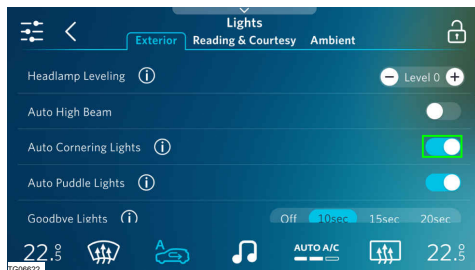 Lights
Exterior Reading & Courtesy Ambient
Headlamp Leveling Level 0
Auto High Beam
Auto Cornering Lights
Auto Puddle Lights
Goodbye Lights Off 10sec 15sec 20sec
22.5 A AUTO A/C 22.5
TG06622